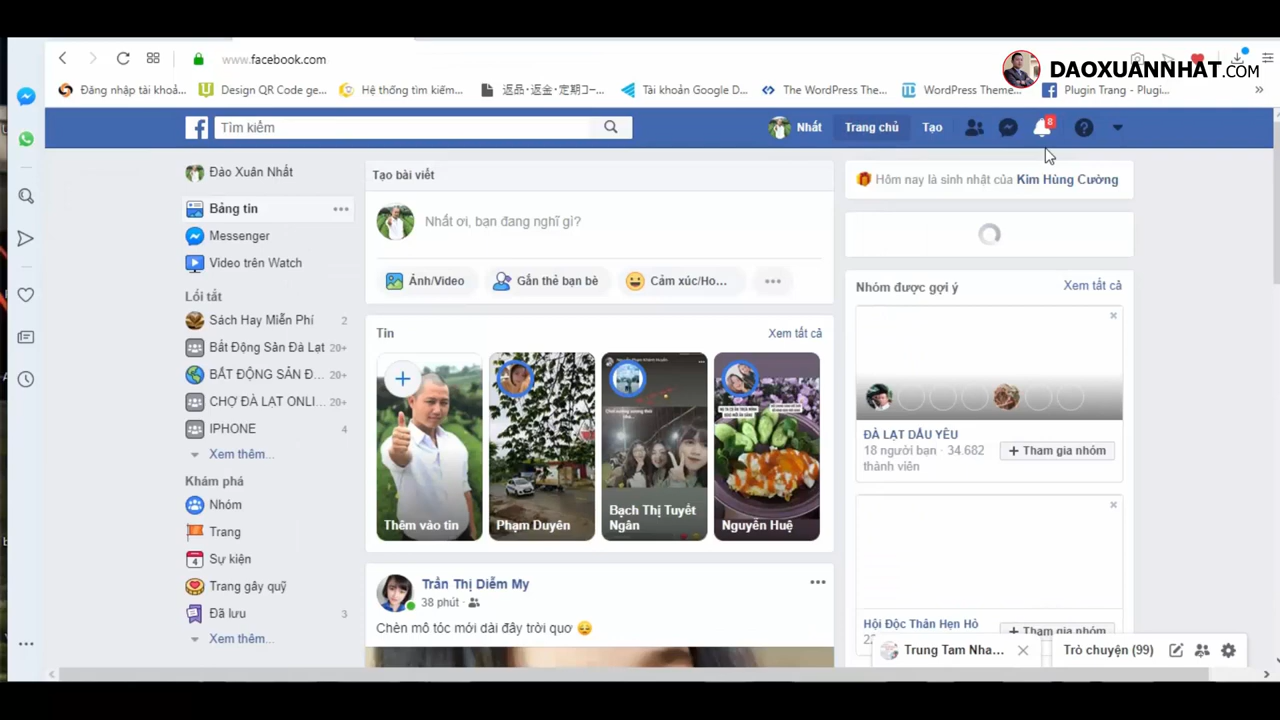 DAOXUANNHAT.COM
www.facebook.com
Đăng nhập tài khoả... Design QR Code ge... Hệ thống tìm kiếm... 返品・返金・定期コー... Tài khoản Google D... The WordPress The... WordPress Theme... Plugin Trang - Plugi... »
Tìm kiếm Nhất Trang chủ Tạo 8
Đào Xuân Nhất
Bảng tin
Messenger
Video trên Watch
Lối tắt
Sách Hay Miễn Phí 2
Bất Động Sản Đà Lạt 20+
BẤT ĐỘNG SẢN Đ... 20+
CHỢ ĐÀ LẠT ONLI... 20+
IPHONE 4
Xem thêm...
Khám phá
Nhóm
Trang
4 Sự kiện
Trang gây quỹ
Đã lưu 3
Xem thêm...
Tạo bài viết
Nhất ơi, bạn đang nghĩ gì?
Ảnh/Video Gắn thẻ bạn bè Cảm xúc/Ho...
Tin Xem tất cả
Thêm vào tin
Phạm Duyên
Bạch Thị Tuyết
Ngân
Nguyễn Huệ
Trần Thị Diễm My
38 phút
Chèn mô tóc mới dài đây trời quơ
Hôm nay là sinh nhật của Kim Hùng Cường
Nhóm được gợi ý Xem tất cả
ĐÀ LẠT DẤU YÊU
18 người bạn · 34.682
thành viên
+ Tham gia nhóm
Hội Độc Thân Hẹn Hò
+ Tham gia nhóm
Trung Tam Nha...
Trò chuyện (99)